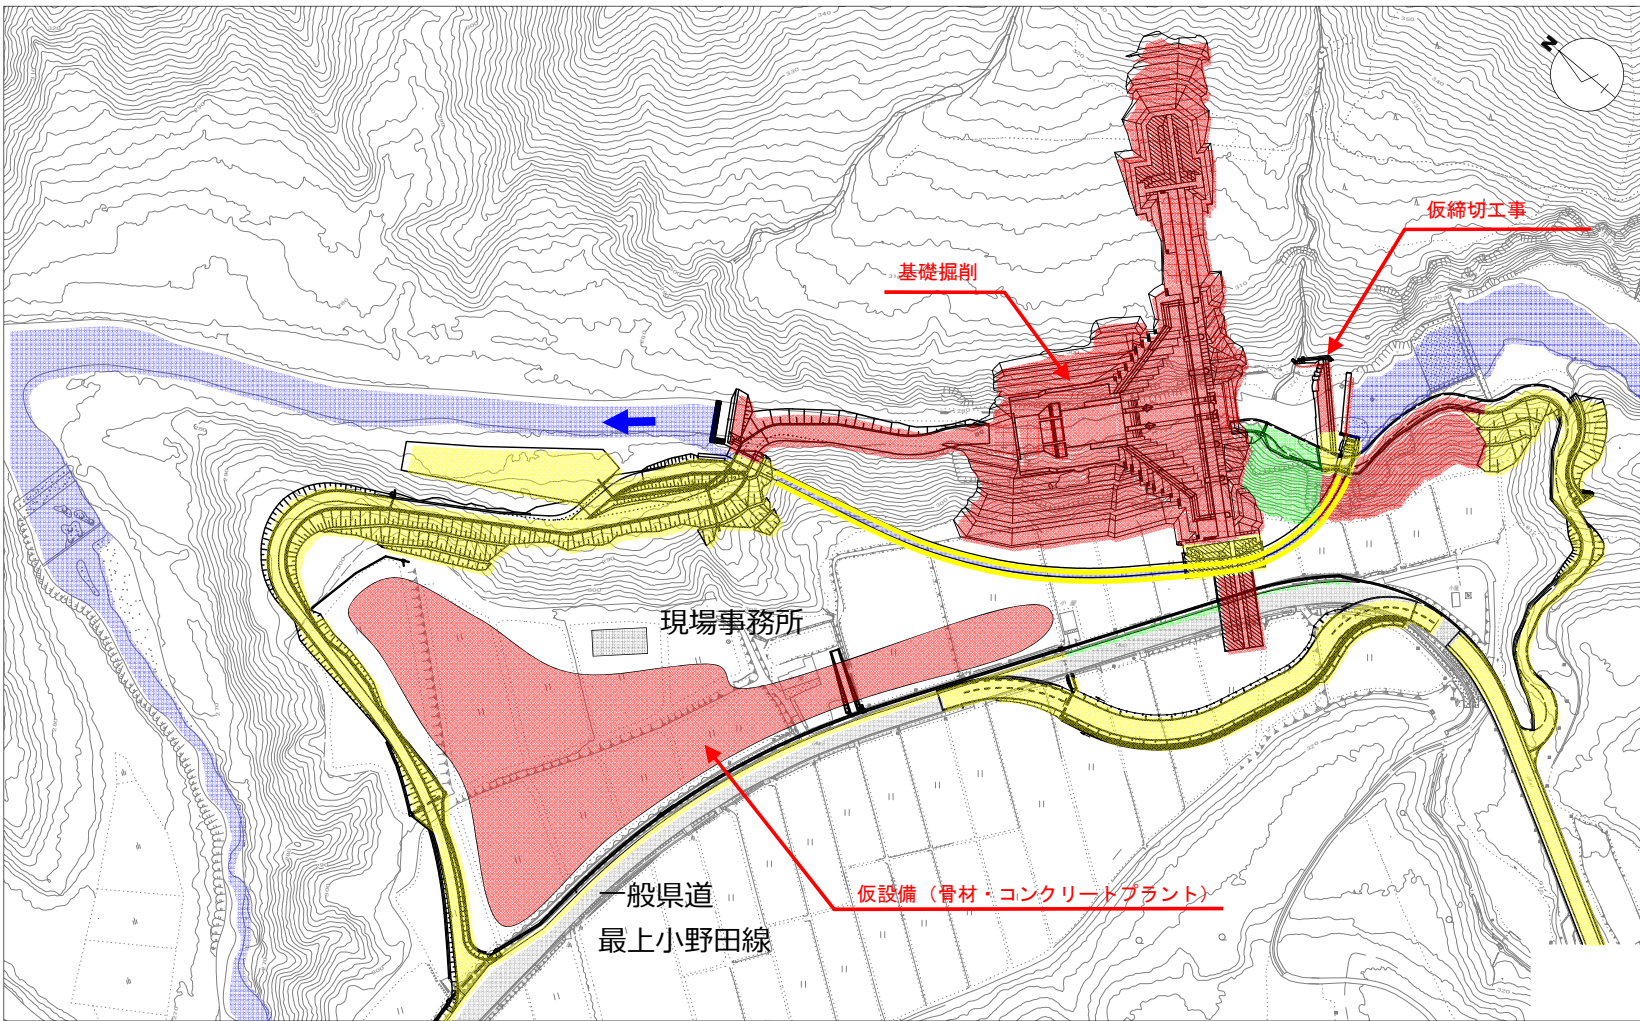 N
仮締切工事
基礎掘削
現場事務所
仮設備（骨材・コンクリートプラント）
一般県道
最上小野田線